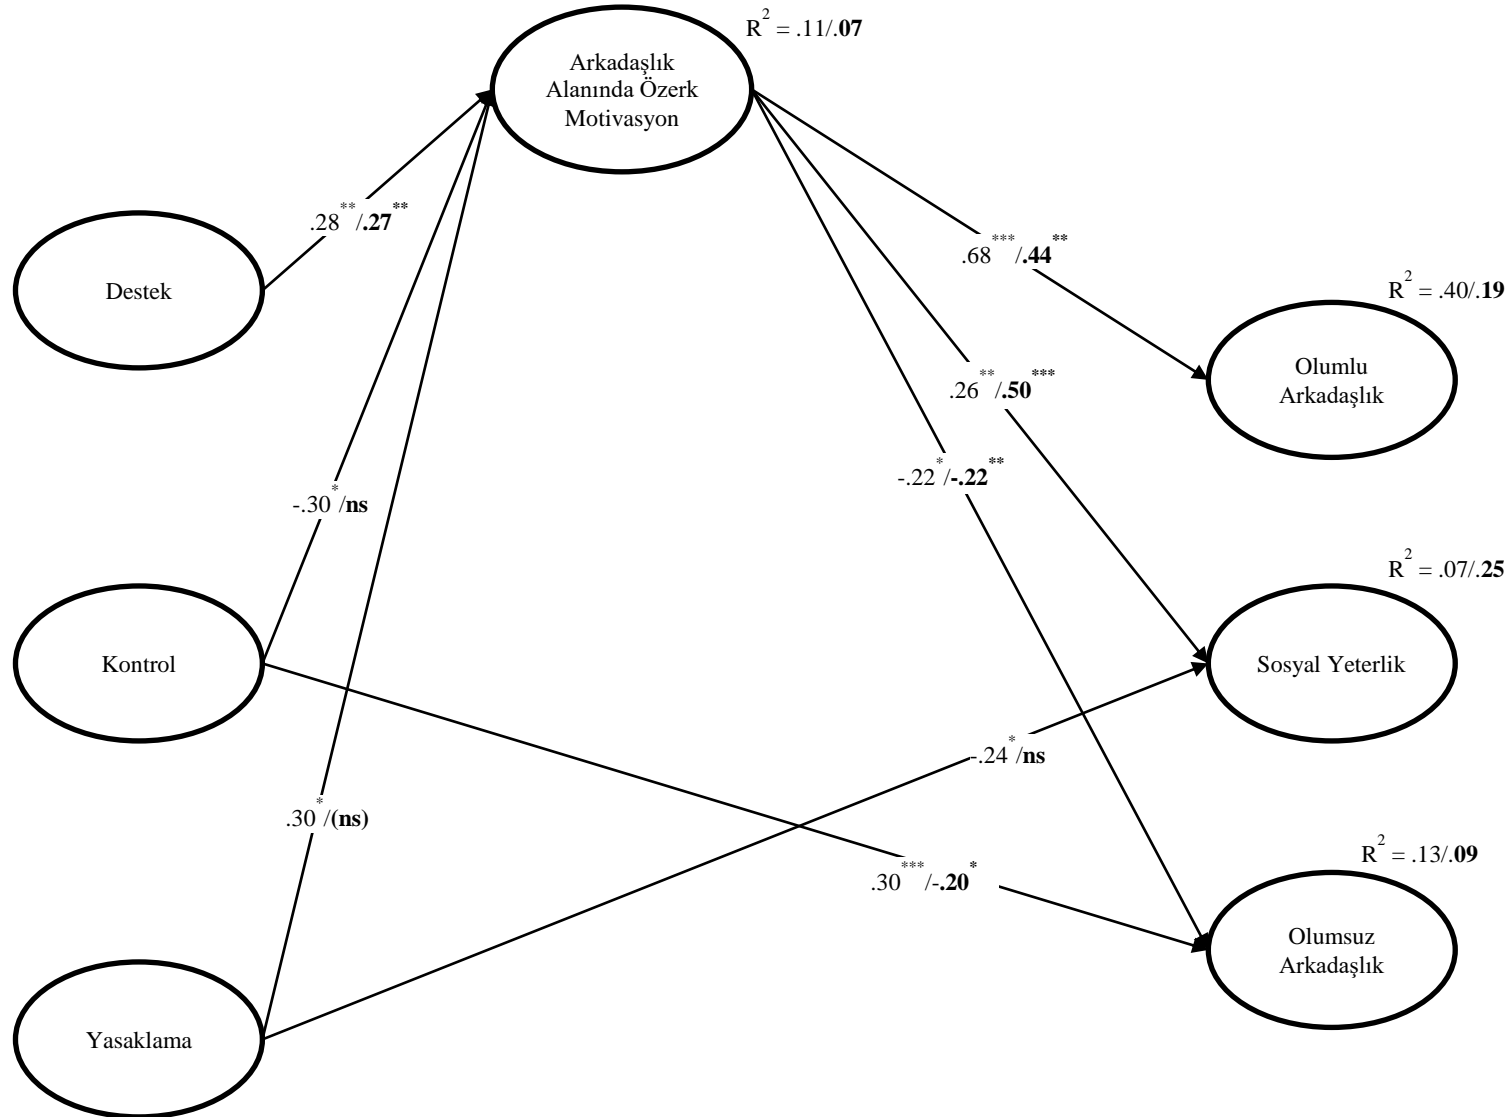 R² = .11/.07
Arkadaşlık
Alanında Özerk
Motivasyon
.28**/.27**
Destek
.68***/.44**
R² = .40/.19
Olumlu
Arkadaşlık
.26**/.50***
-.22*/-.22**
-.30*/ns
R² = .07/.25
Kontrol
Sosyal Yeterlik
-.24*/ns
.30*/(ns)
R² = .13/.09
.30***/-.20*
Olumsuz
Arkadaşlık
Yasaklama